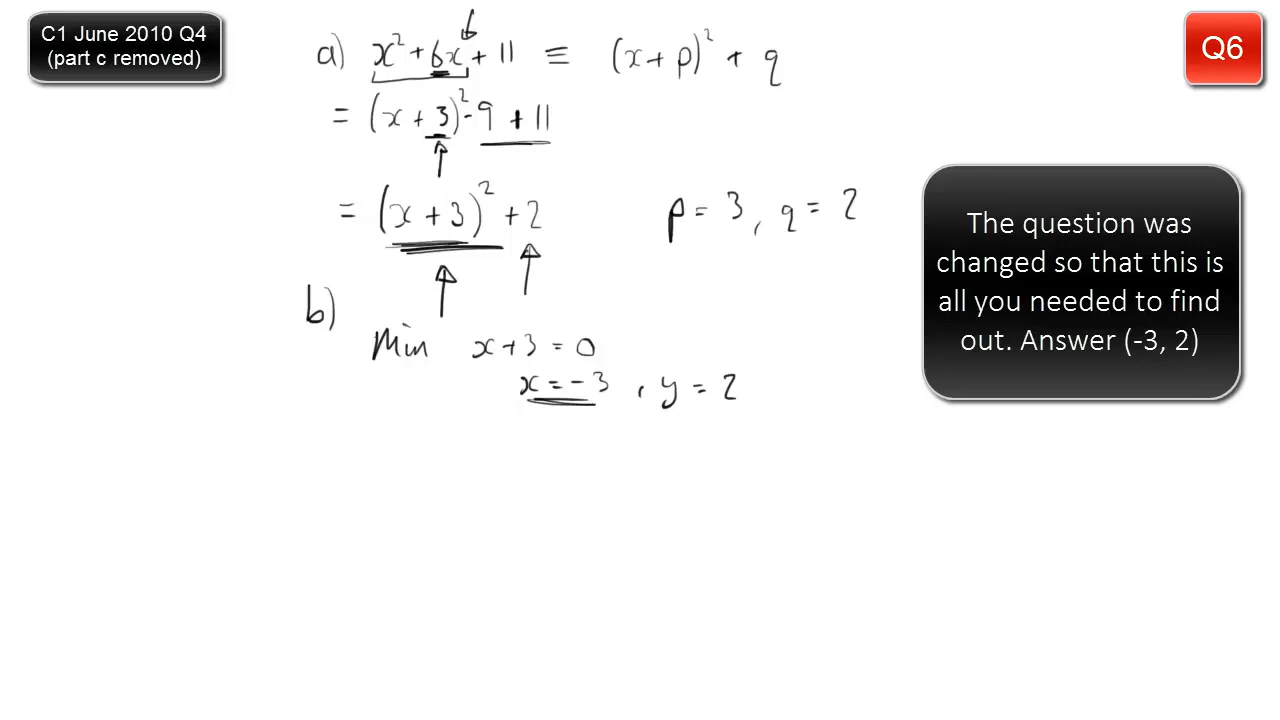 C1 June 2010 Q4
(part c removed)
Q6
a) x² + 6x + 11 ≡ (x + p)² + q
= (x + 3)² - 9 + 11
= (x + 3)² + 2
p = 3, q = 2
b)
Min x + 3 = 0
x = -3, y = 2
The question was
changed so that this is
all you needed to find
out. Answer (-3, 2)